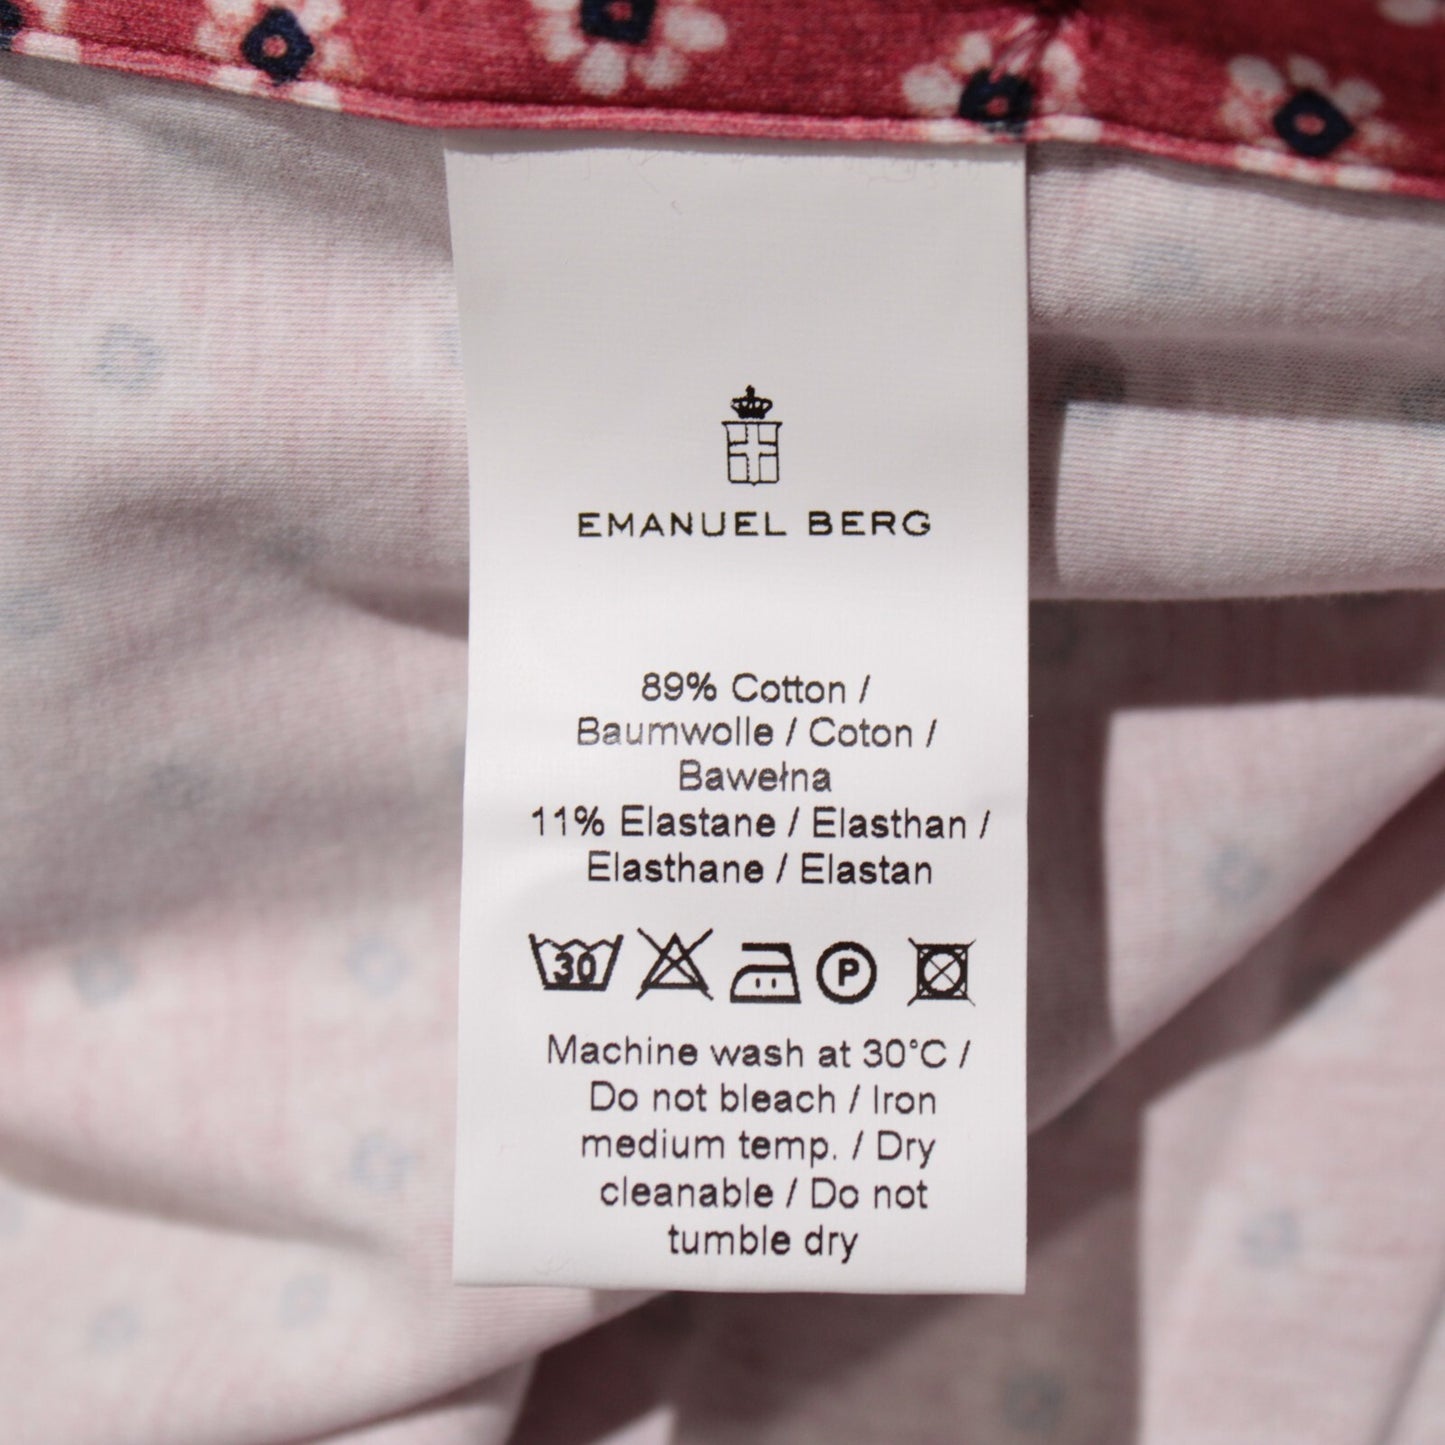 EMANUEL BERG
89% Cotton /
Baumwolle / Coton /
Bawełna
11% Elastane / Elasthan /
Elasthane / Elastan
30 P
Machine wash at 30°C /
Do not bleach / Iron
medium temp. / Dry
cleanable / Do not
tumble dry